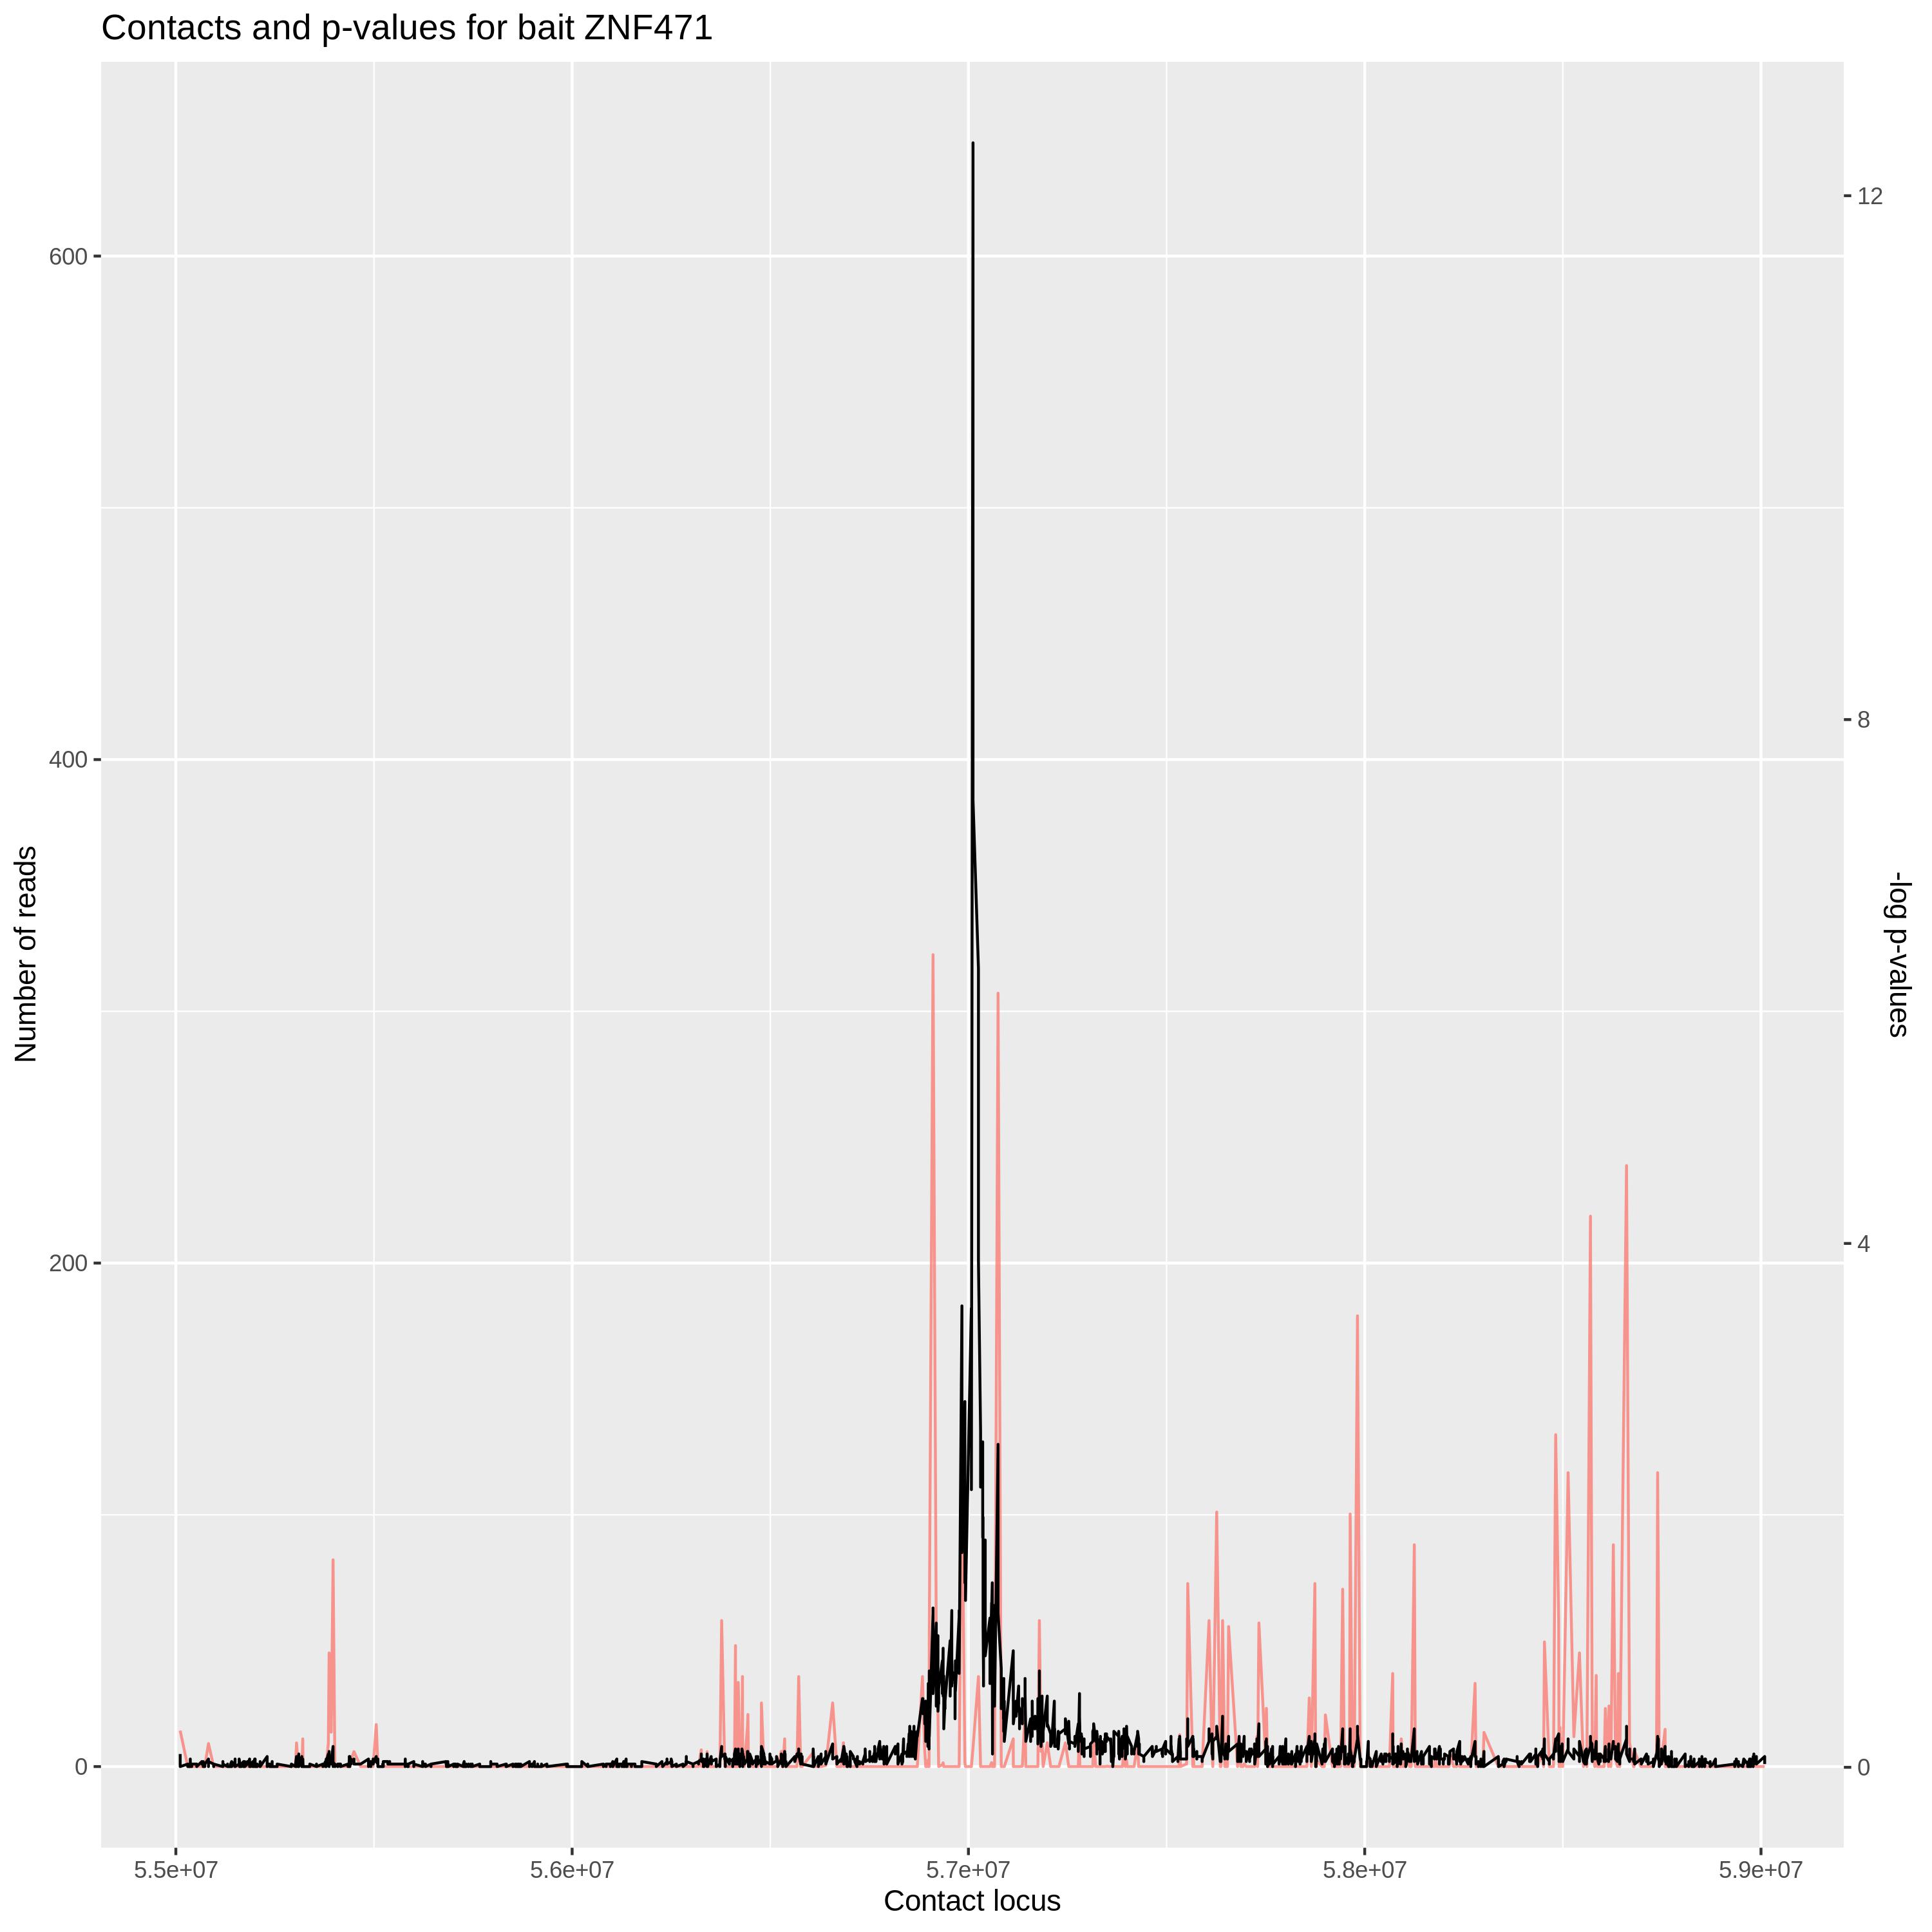 Contacts and p-values for bait ZNF471
600
400
200
0
12
8
4
0
Number of reads
-log p-values
5.5e+07
5.6e+07
5.7e+07
5.8e+07
5.9e+07
Contact locus